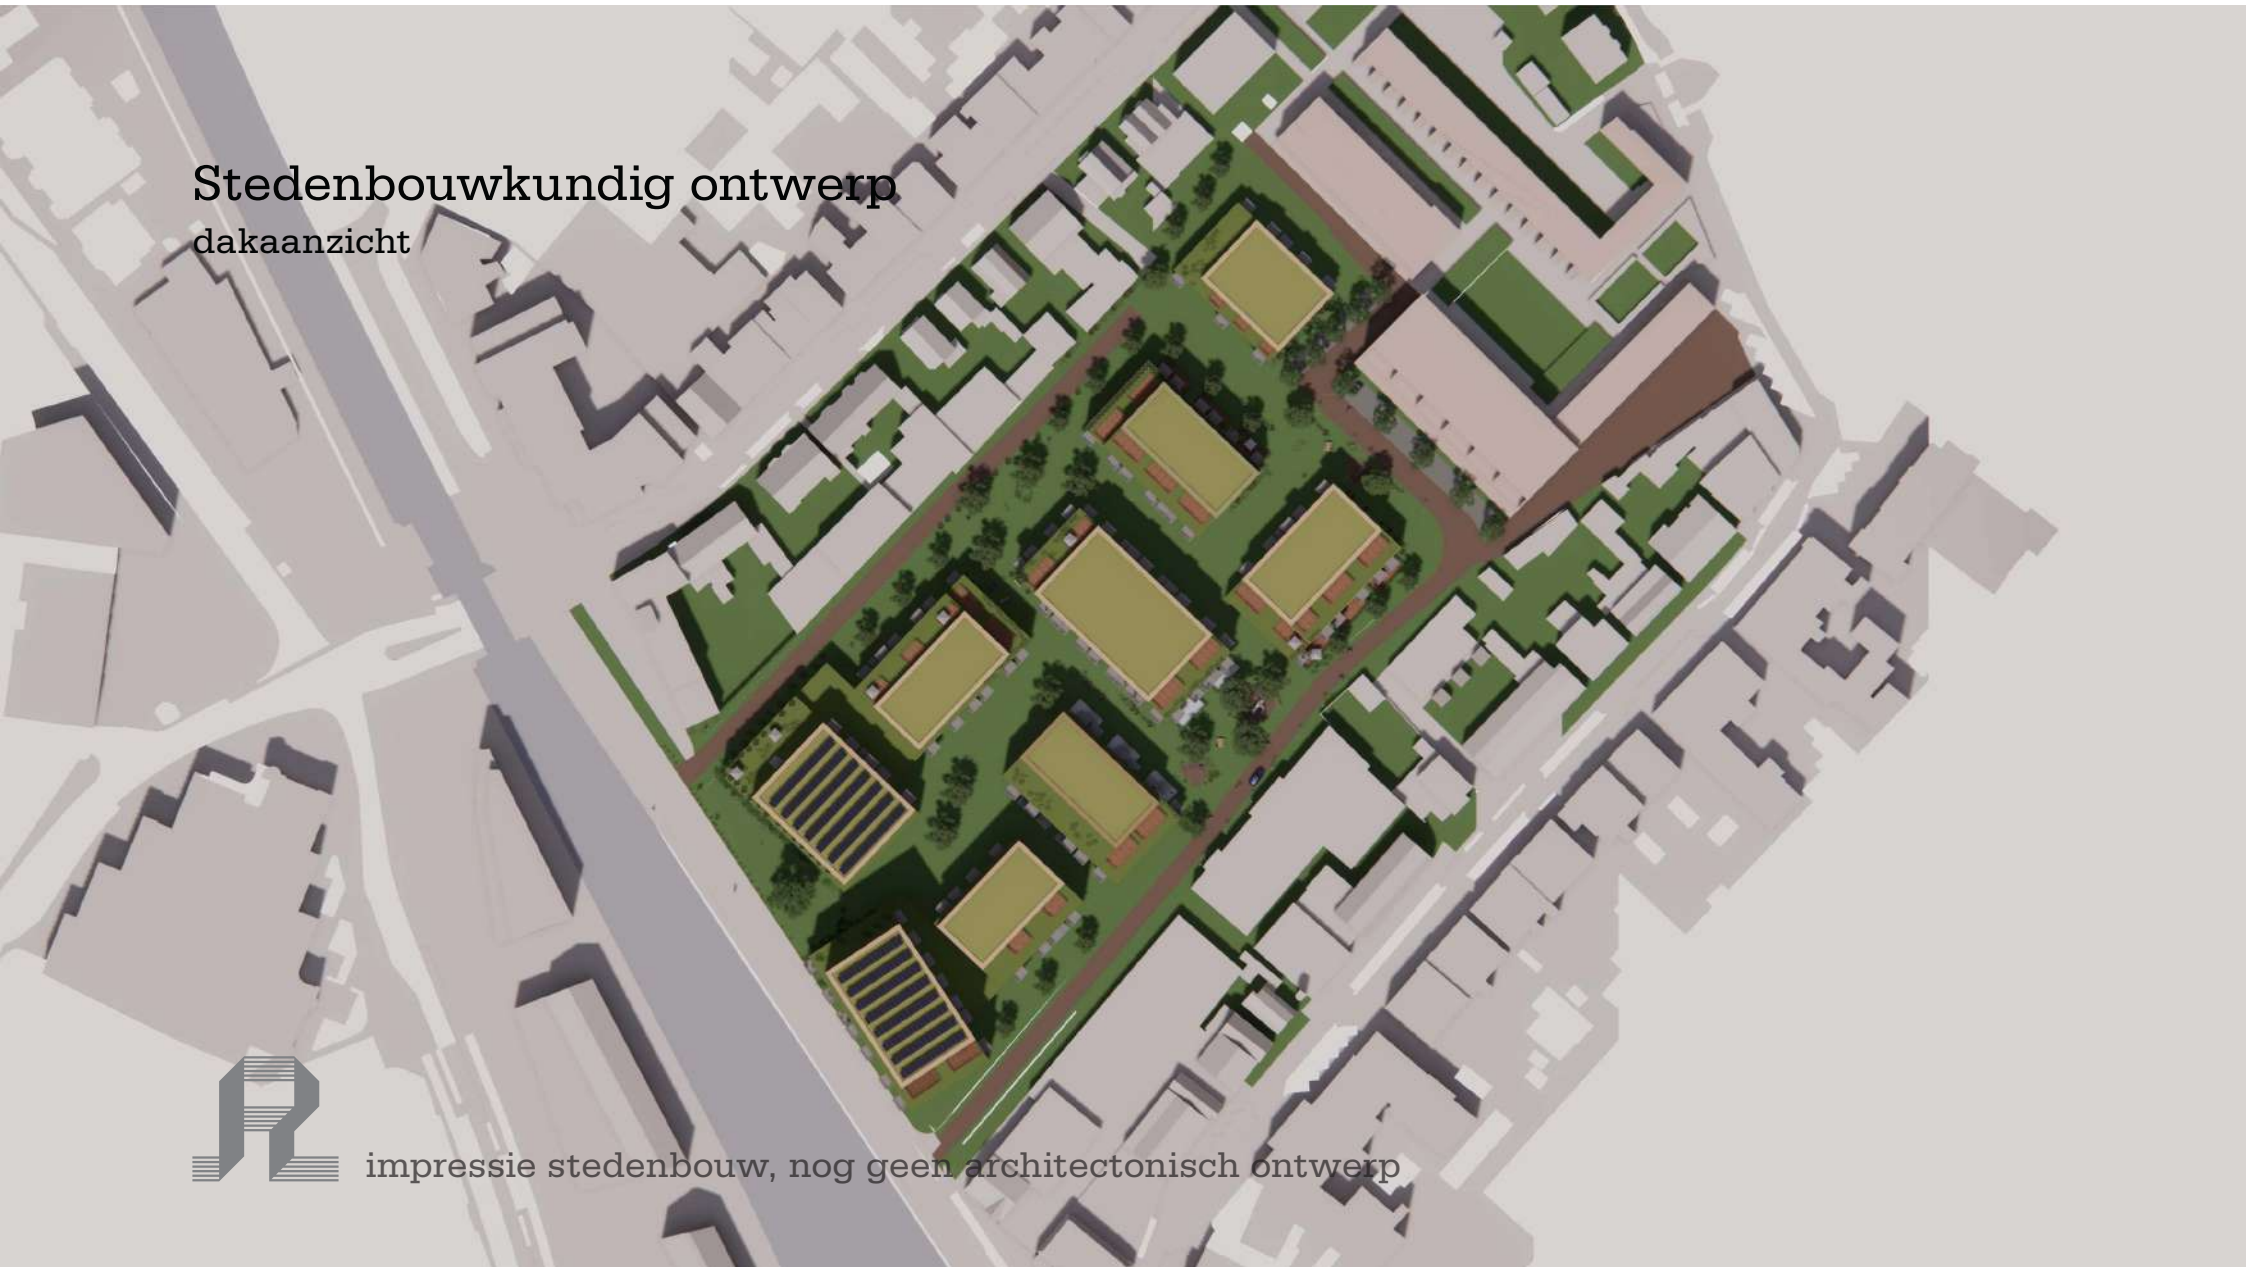 Stedenbouwkundig ontwerp
dakaanzicht
impressie stedenbouw, nog geen architectonisch ontwerp